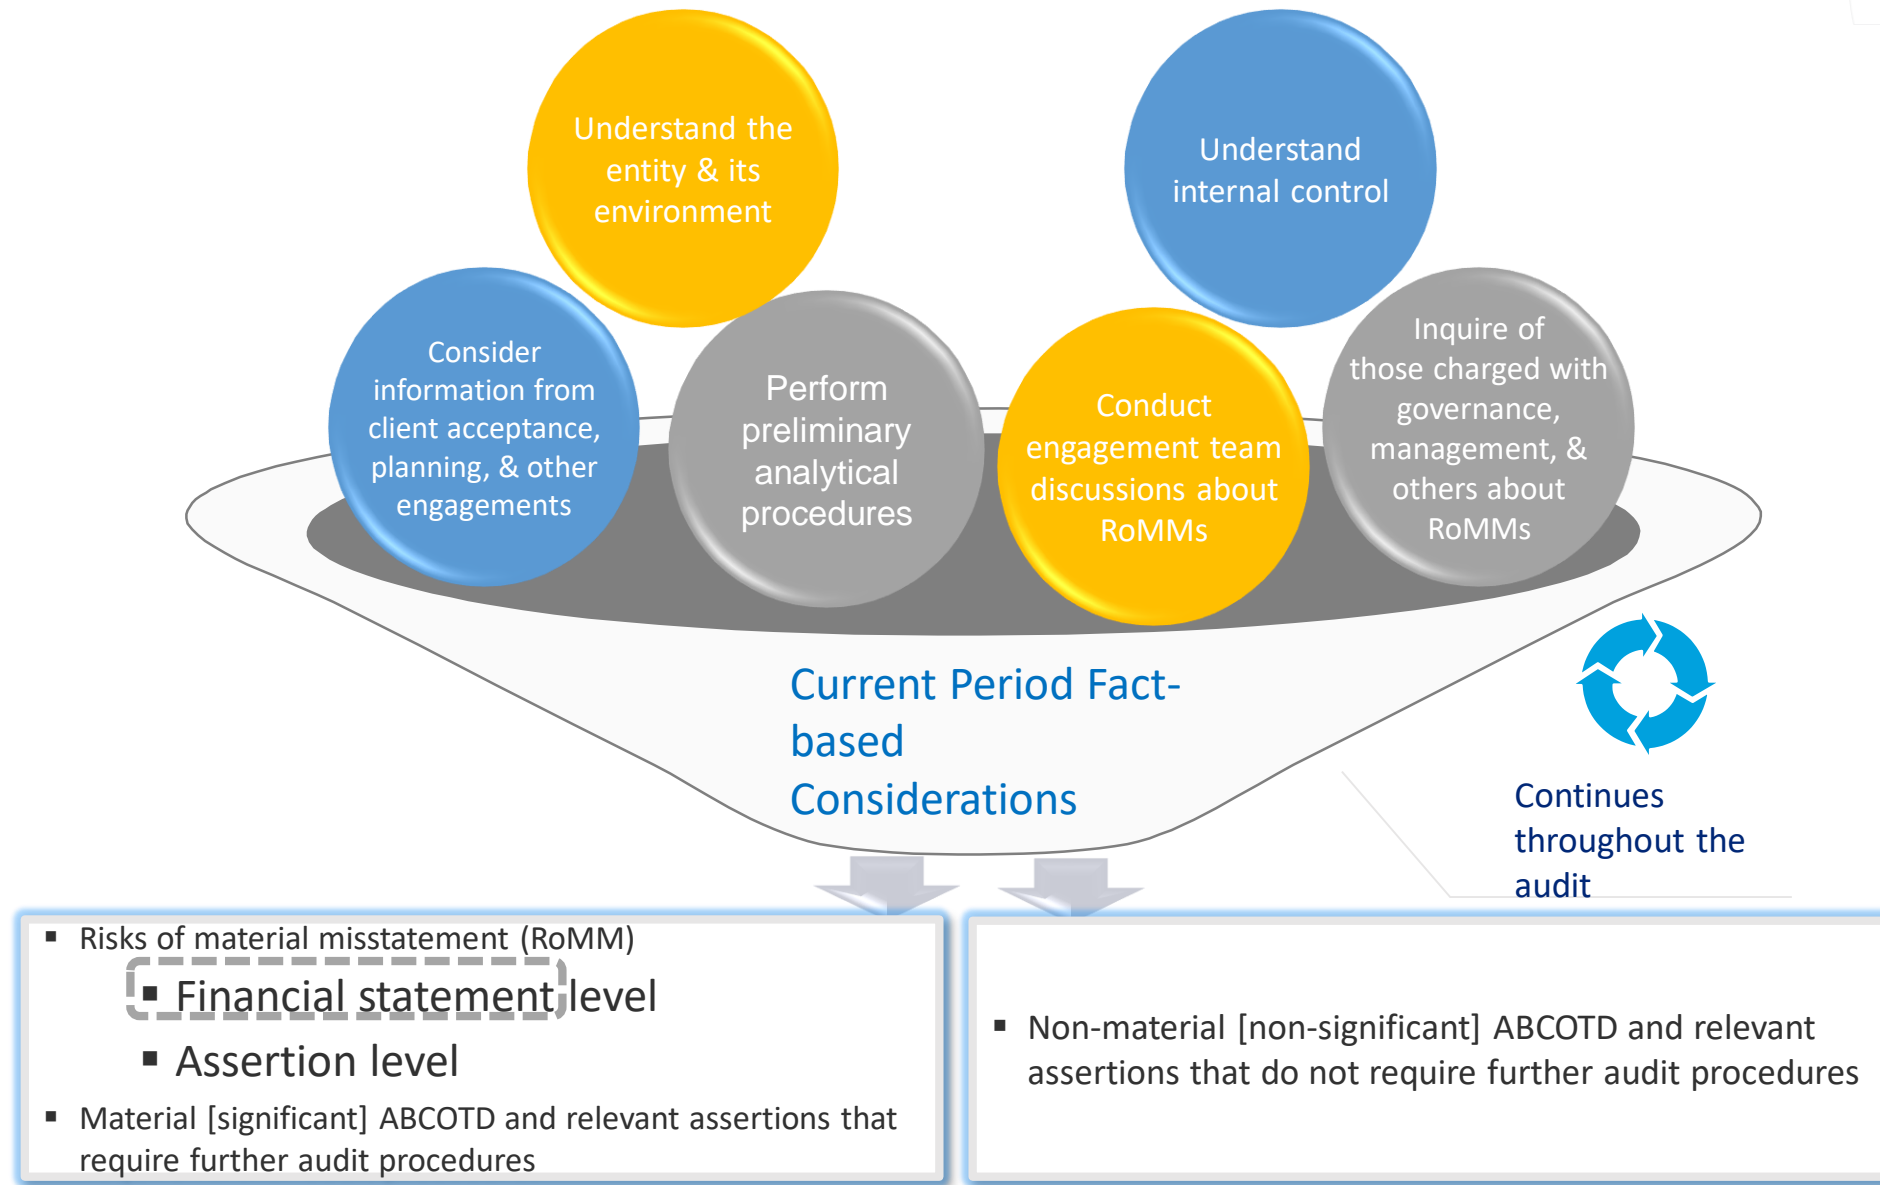 Understand the
entity & its
environment
Understand
internal control
Consider
information from
client acceptance,
planning, & other
engagements
Perform
preliminary
analytical
procedures
Conduct
engagement team
discussions about
RoMMs
Inquire of
those charged with
governance,
management, &
others about
RoMMs
Current Period Fact-
based
Considerations
Continues
throughout the
audit
▪ Risks of material misstatement (RoMM)
▪ Financial statement level
▪ Assertion level
▪ Material [significant] ABCOTD and relevant assertions that
require further audit procedures
▪ Non-material [non-significant] ABCOTD and relevant
assertions that do not require further audit procedures